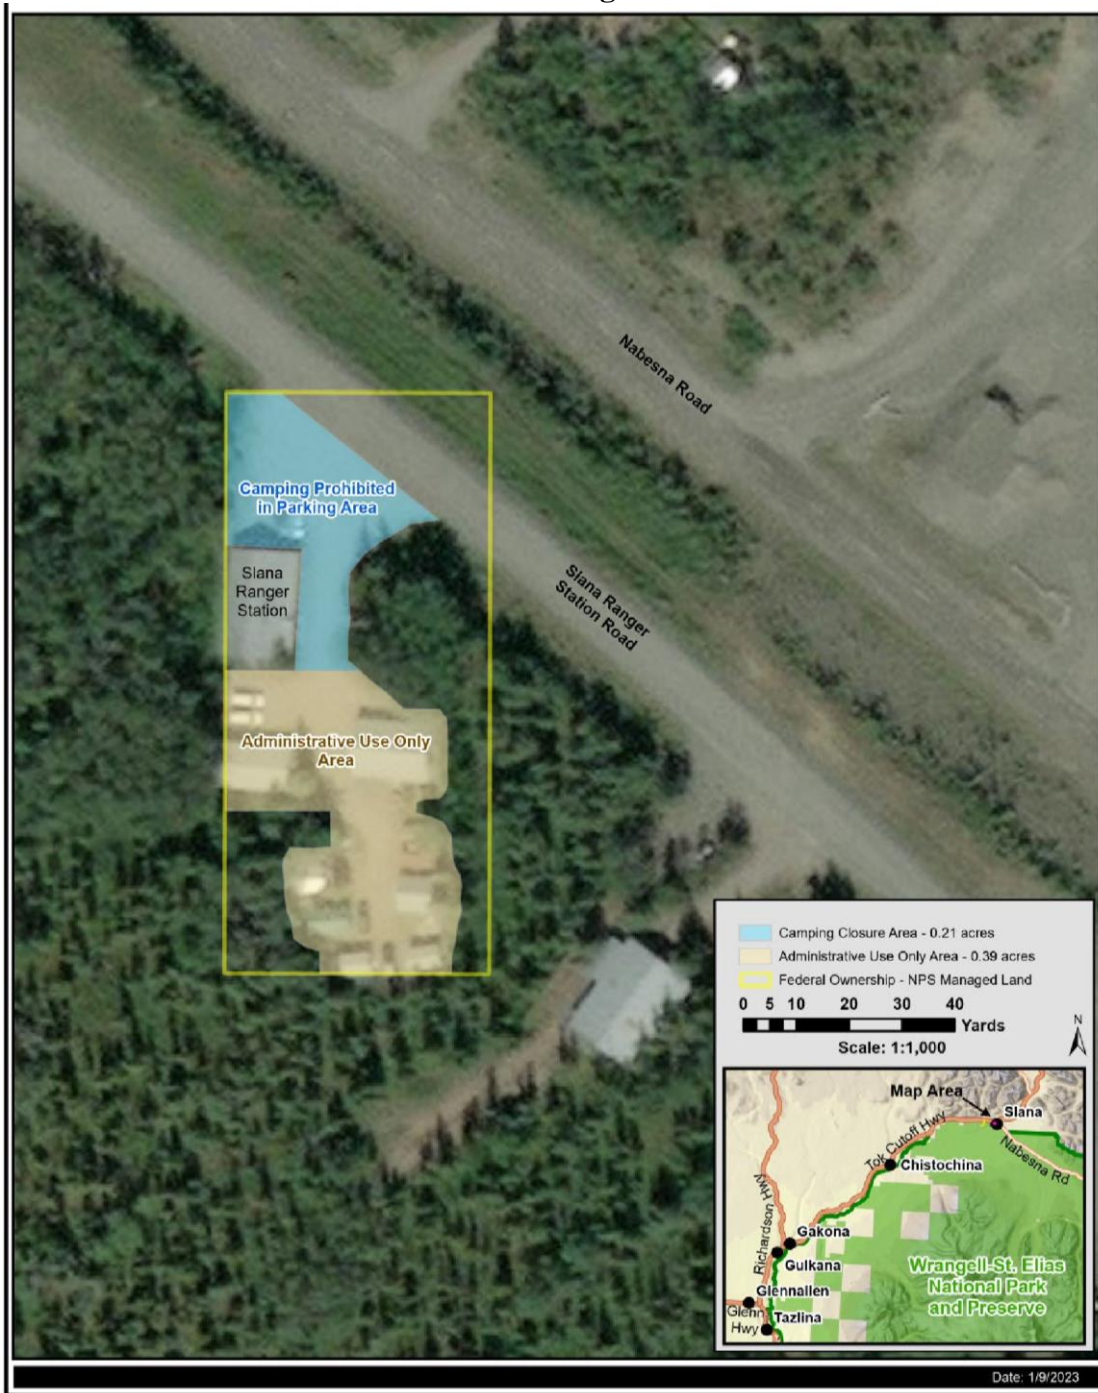 Nabesna Road
Camping Prohibited
in Parking Area
Slana
Ranger
Station
Slana Ranger
Station Road
Administrative Use Only
Area
Camping Closure Area - 0.21 acres
Administrative Use Only Area - 0.39 acres
Federal Ownership - NPS Managed Land
0 5 10 20 30 40
Yards
Scale: 1:1,000
N
Map Area
Slana
Tok Cutoff Hwy
Nabesna Rd
Chistochina
Richardson Hwy
Gakona
Gulkana
Wrangell-St. Elias
National Park
and Preserve
Glennallen
Glenn
Hwy
Tazlina
Date: 1/9/2023